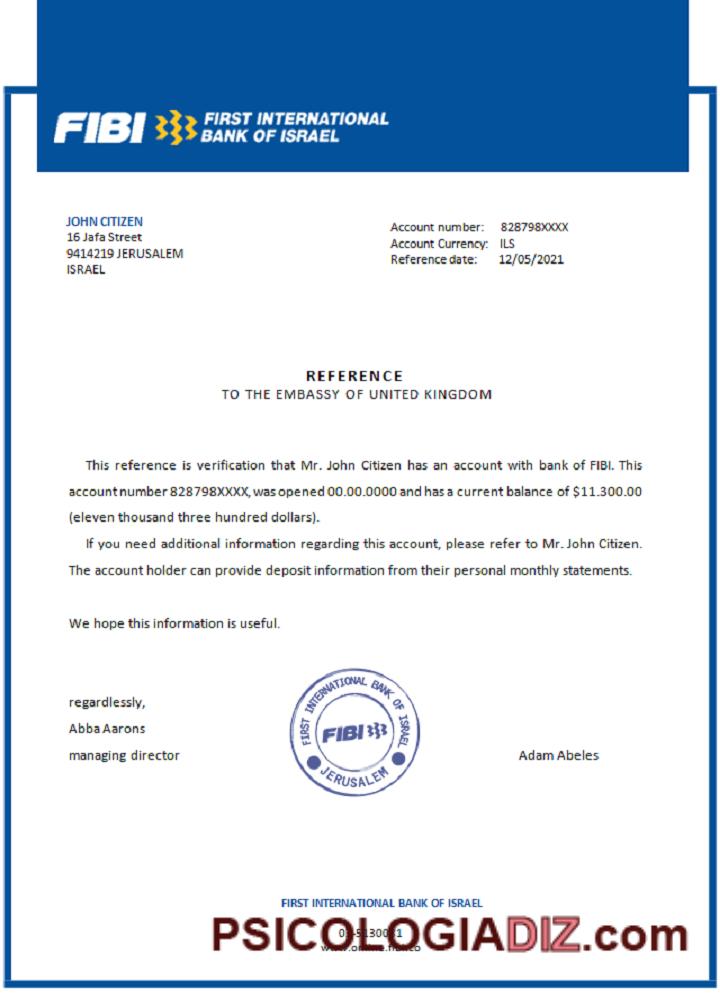 FIBI FIRST INTERNATIONAL
BANK OF ISRAEL
JOHN CITIZEN
16 Jafa Street
9414219 JERUSALEM
ISRAEL
Account number: 828798XXXX
Account Currency: ILS
Reference date: 12/05/2021
REFERENCE
TO THE EMBASSY OF UNITED KINGDOM
This reference is verification that Mr. John Citizen has an account with bank of FIBI. This
account number 828798XXXX, was opened 00.00.0000 and has a current balance of $11.300.00
(eleven thousand three hundred dollars).
If you need additional information regarding this account, please refer to Mr. John Citizen.
The account holder can provide deposit information from their personal monthly statements.
We hope this information is useful.
regardlessly,
Abba Aarons
managing director
FIRST INTERNATIONAL BANK OF ISRAEL
FIBI
JERUSALEM
Adam Abeles
FIRST INTERNATIONAL BANK OF ISRAEL
PSICOLOGIADIZ.com